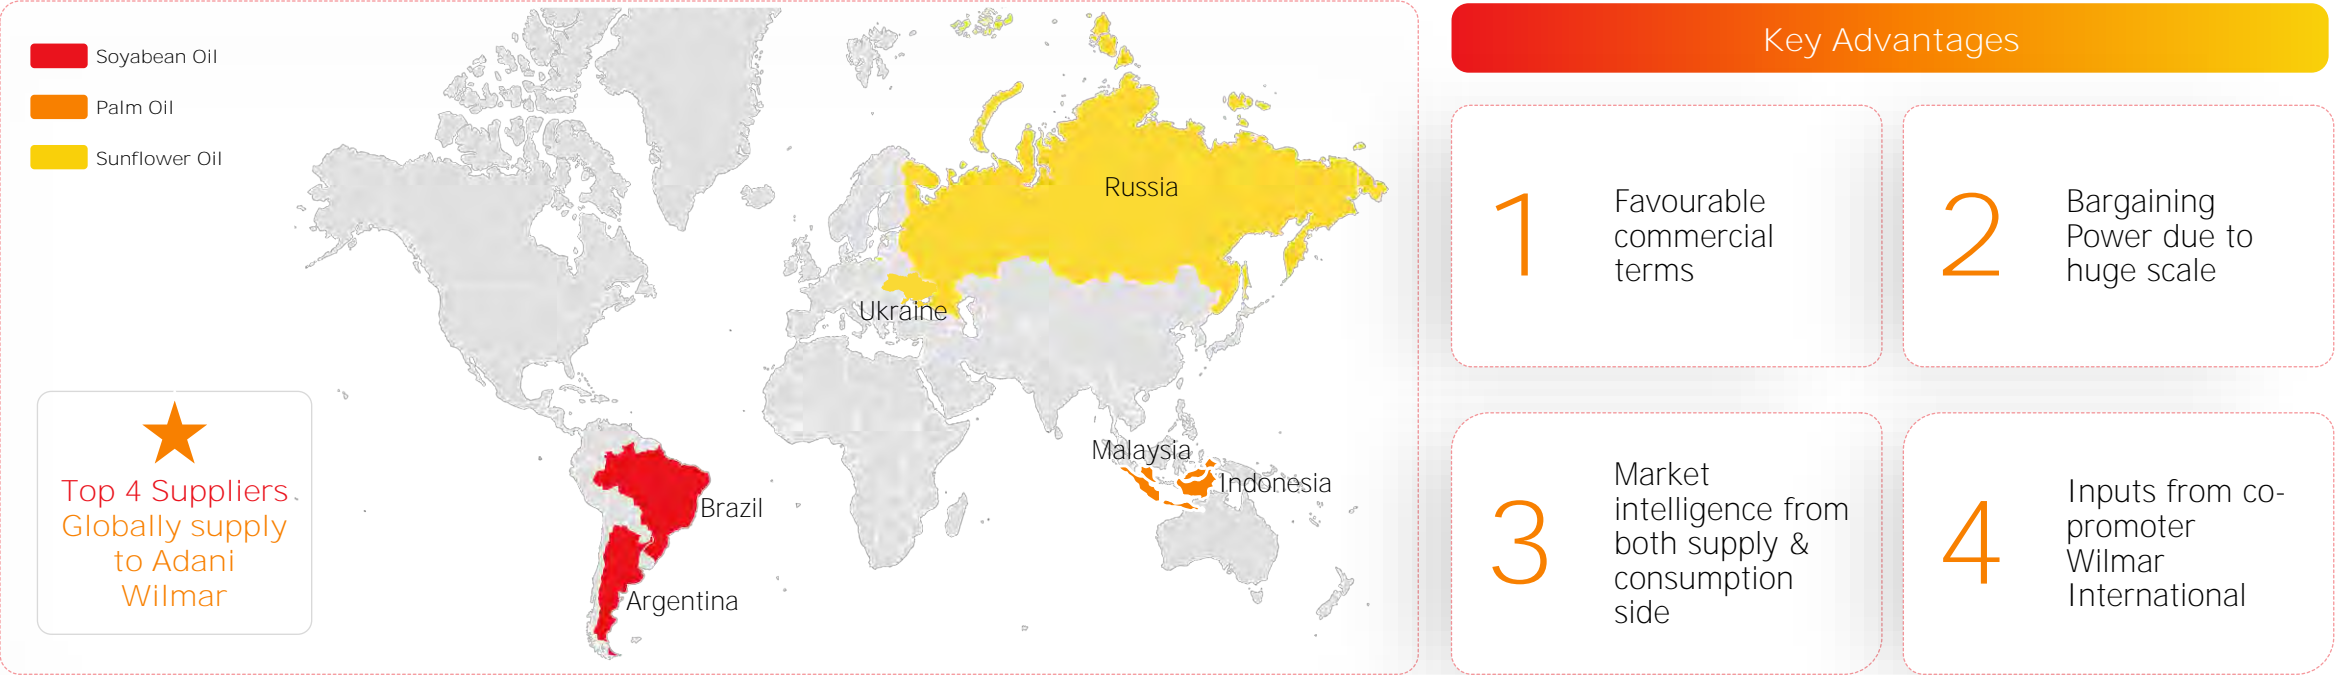 Soyabean Oil
Palm Oil
Sunflower Oil
Russia
Ukraine
Malaysia
Indonesia
Brazil
Argentina
Top 4 Suppliers
Globally supply
to Adani
Wilmar
Key Advantages
1
Favourable
commercial
terms
2
Bargaining
Power due to
huge scale
3
Market
intelligence from
both supply &
consumption
side
4
Inputs from co-
promoter
Wilmar
International